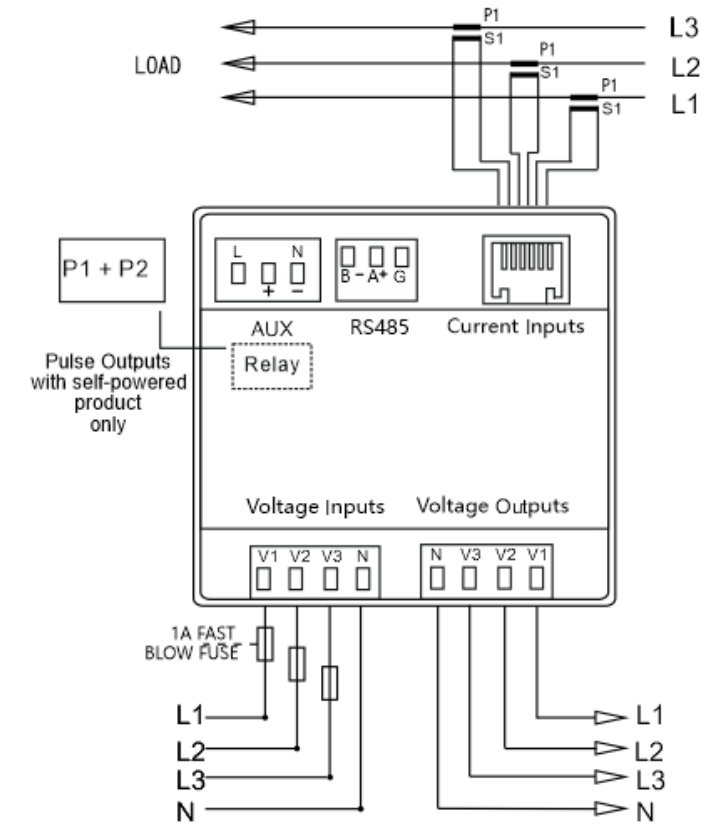 P1
L3
S1
P1
LOAD
L2
S1
P1
L1
S1
P1 + P2
L N
+ −
B − A+ G
AUX RS485 Current Inputs
Relay
Pulse Outputs
with self-powered
product
only
Voltage Inputs Voltage Outputs
V1 V2 V3 N N V3 V2 V1
1A FAST
BLOW FUSE
L1 L1
L2 L2
L3 L3
N N